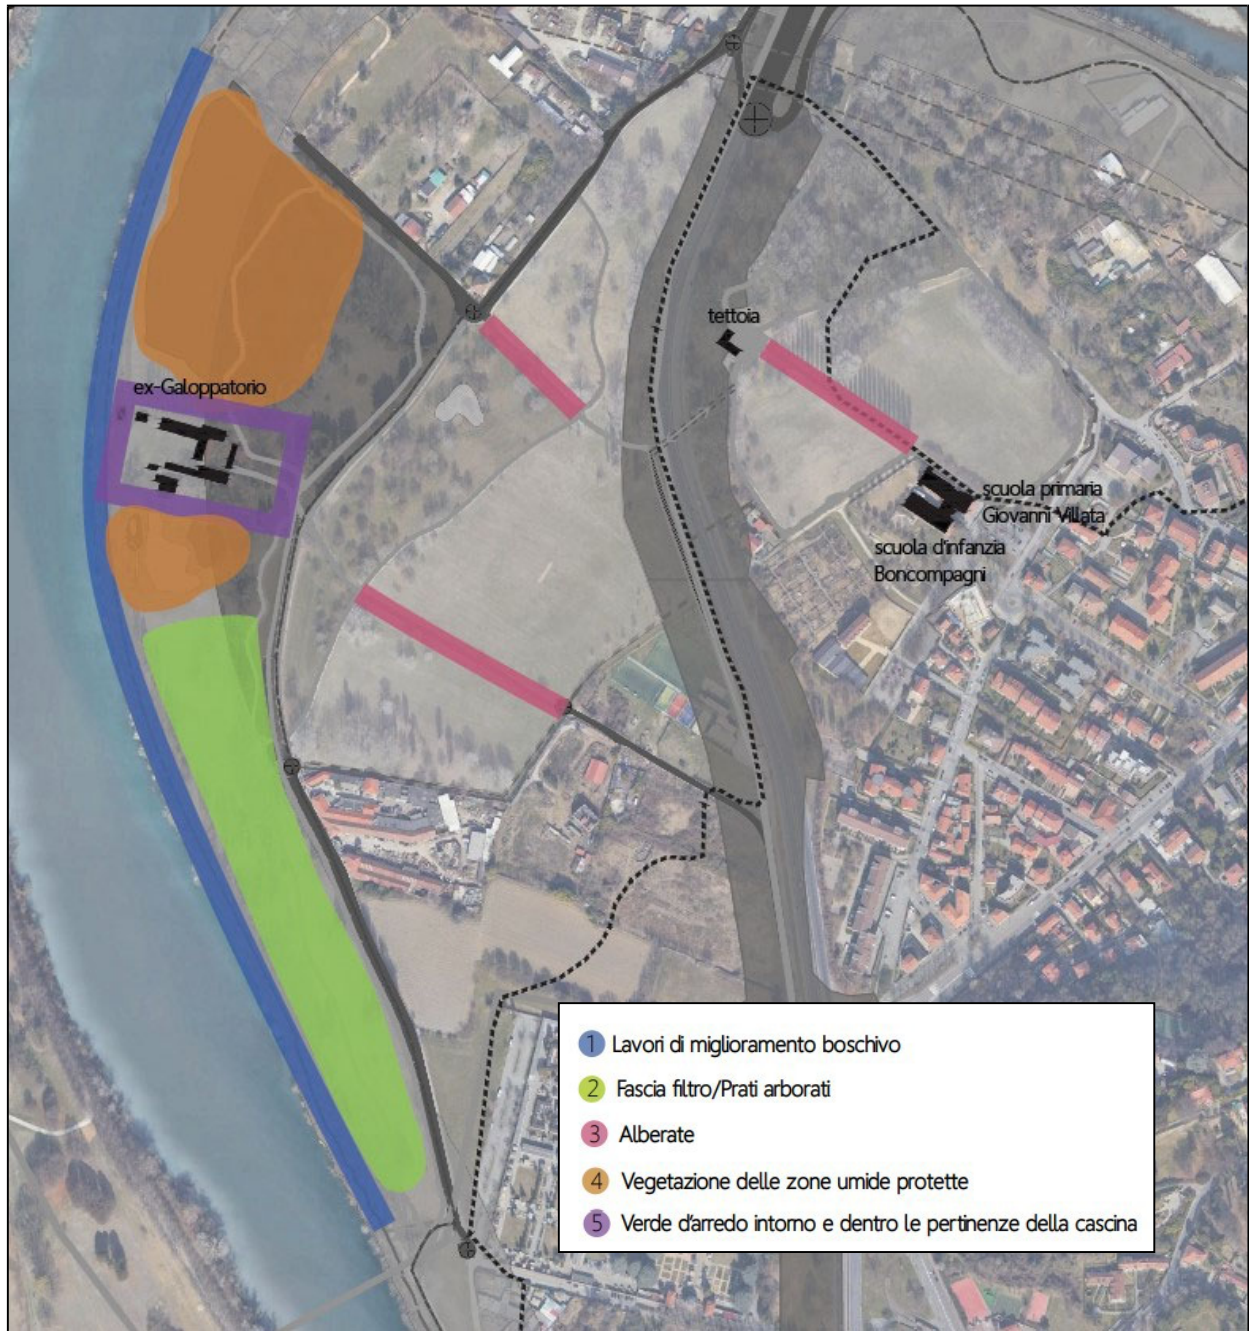 tettoia
ex-Galoppatorio
scuola primaria
Giovanni Villata
scuola d'infanzia
Boncompagni
1 Lavori di miglioramento boschivo
2 Fascia filtro/Prati arborati
3 Alberate
4 Vegetazione delle zone umide protette
5 Verde d'arredo intorno e dentro le pertinenze della cascina